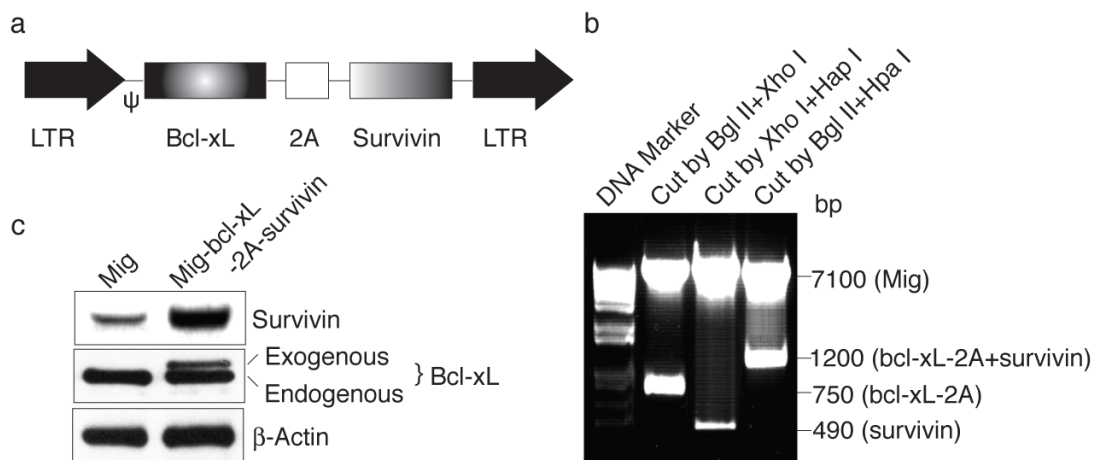 a
ψ
LTR Bcl-xL 2A Survivin LTR
b
DNA Marker
Cut by Bgl II+Xho I
Cut by Xho I+Hap I
Cut by Bgl II+Hpa I
bp
7100 (Mig)
1200 (bcl-xL-2A+survivin)
750 (bcl-xL-2A)
490 (survivin)
c
Mig
Mig-bcl-xL
-2A-survivin
Survivin
Exogenous
Endogenous
} Bcl-xL
β-Actin